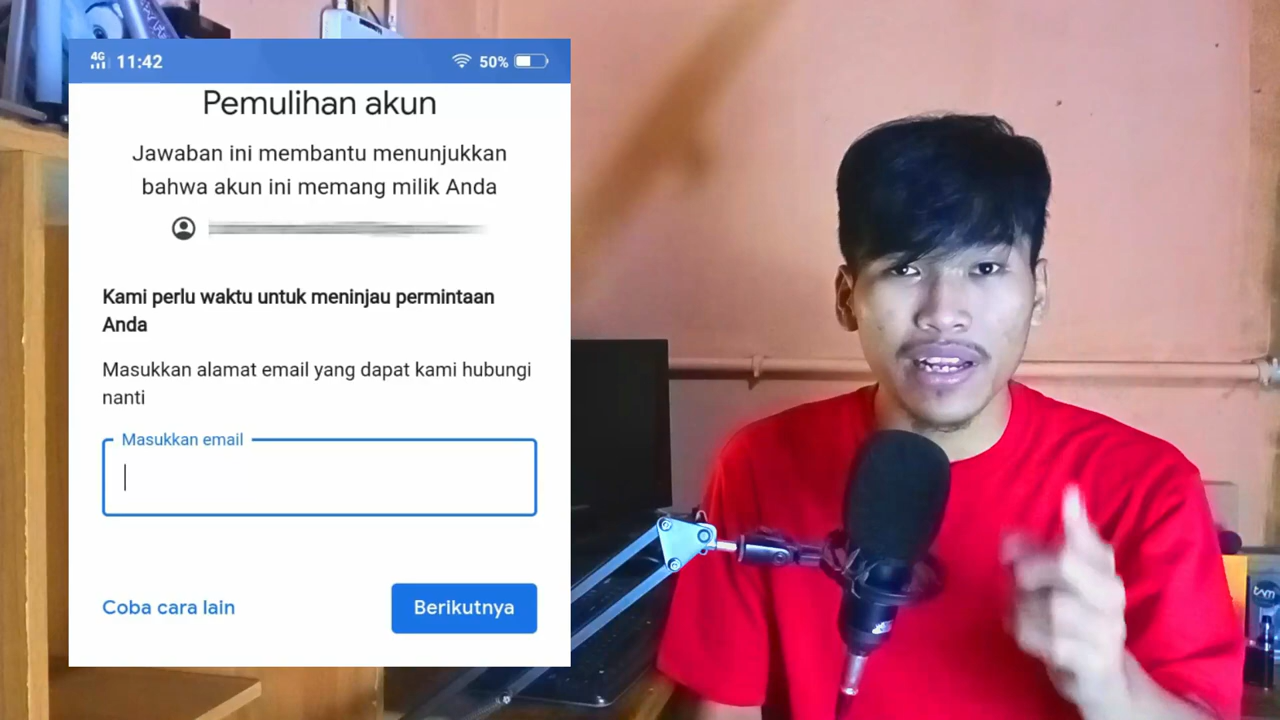 4G 11:42 50%
Pemulihan akun
Jawaban ini membantu menunjukkan
bahwa akun ini memang milik Anda
Kami perlu waktu untuk meninjau permintaan
Anda
Masukkan alamat email yang dapat kami hubungi
nanti
Masukkan email
Coba cara lain
Berikutnya